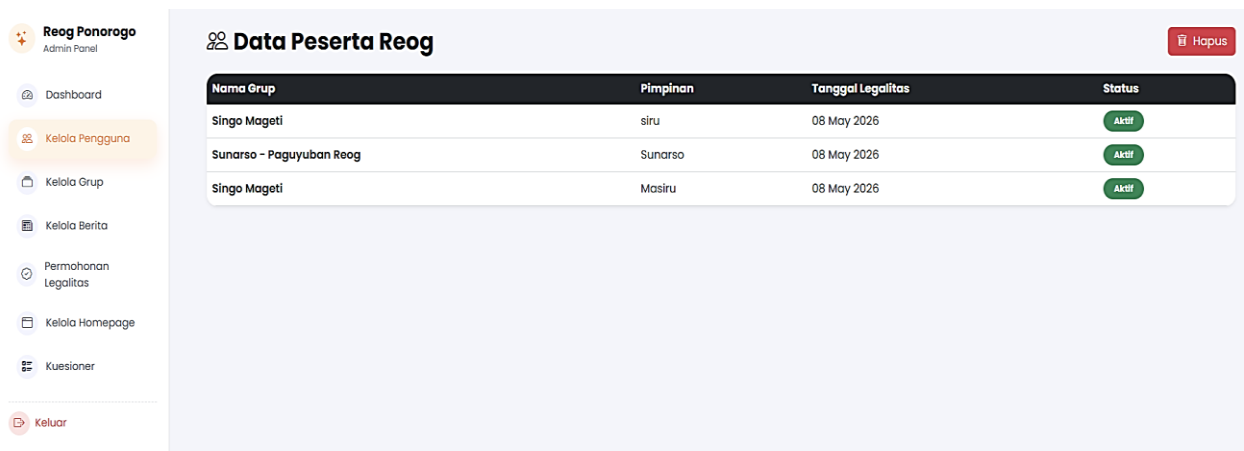 Reog Ponorogo
Admin Panel
Dashboard
Kelola Pengguna
Kelola Grup
Kelola Berita
Permohonan
Legalitas
Kelola Homepage
Kuesioner
Keluar
Data Peserta Reog
Hapus
Nama Grup Pimpinan Tanggal Legalitas Status
Singo Mageti siru 08 May 2026 Aktif
Sunarso - Paguyuban Reog Sunarso 08 May 2026 Aktif
Singo Mageti Masiru 08 May 2026 Aktif